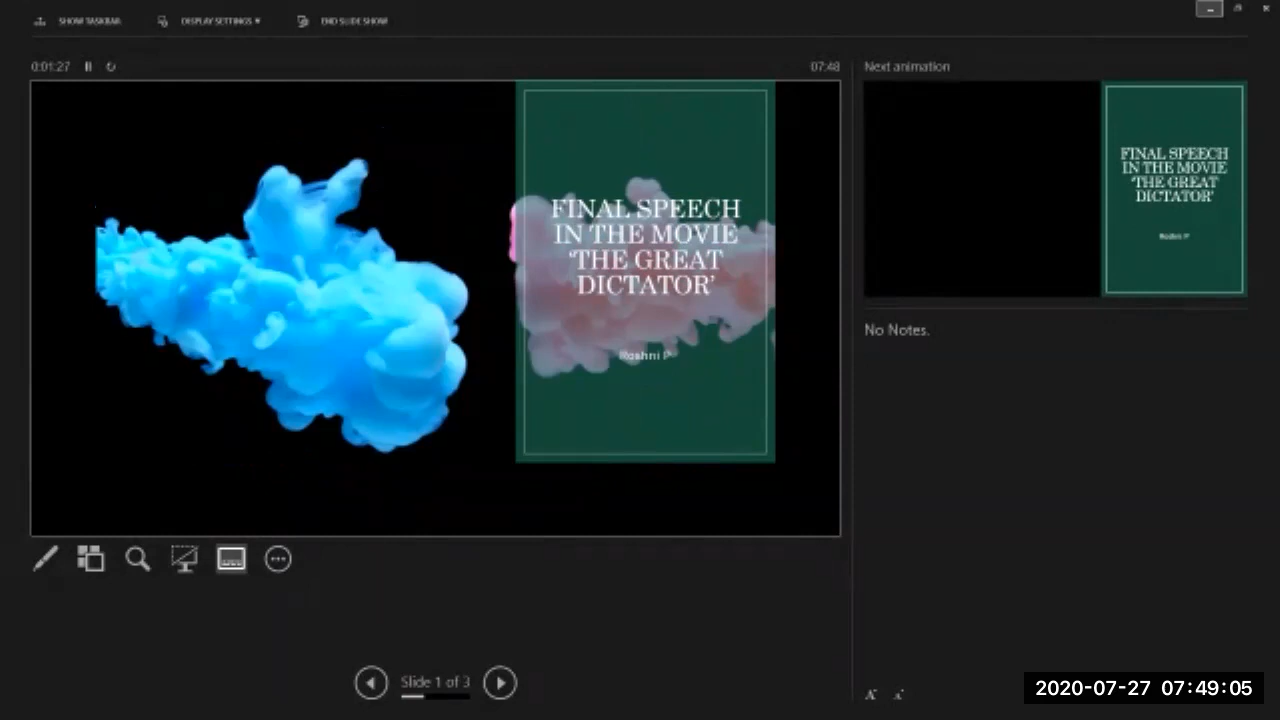 SHOW TASKBAR DISPLAY SETTINGS ▼ END SLIDE SHOW
0:01:27 07:48
Next animation
FINAL SPEECH
IN THE MOVIE
‘THE GREAT
DICTATOR’
Roshni P
FINAL SPEECH
IN THE MOVIE
‘THE GREAT
DICTATOR’
Roshni P
No Notes.
Slide 1 of 3
2020-07-27 07:49:05